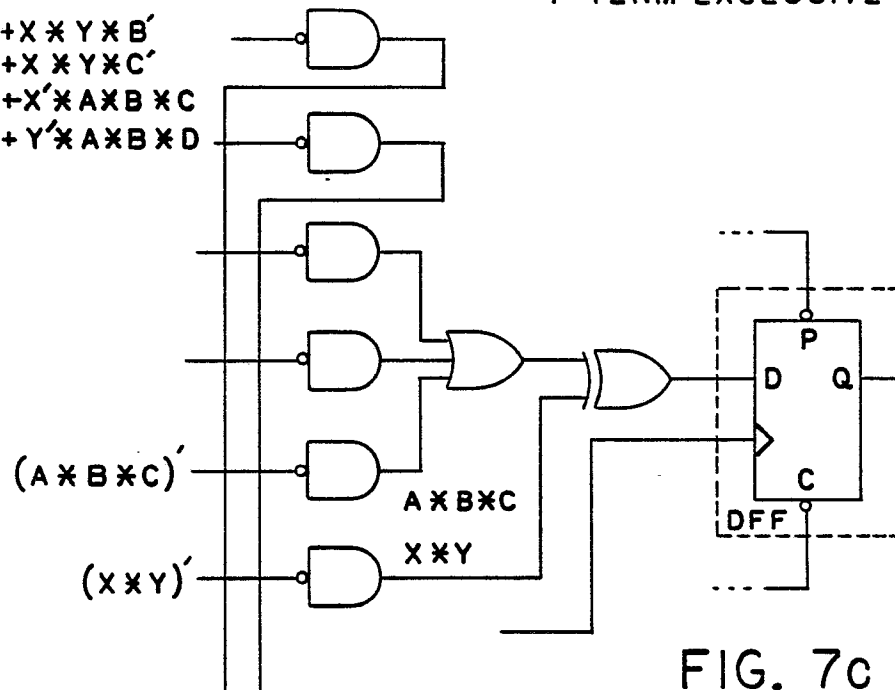 +X*Y*B′
+X*Y*C′
+X′*A*B*C
+Y′*A*B*D
P
D Q
C
DFF
(A*B*C)′
A*B*C
(X*Y)′
X*Y
FIG. 7c